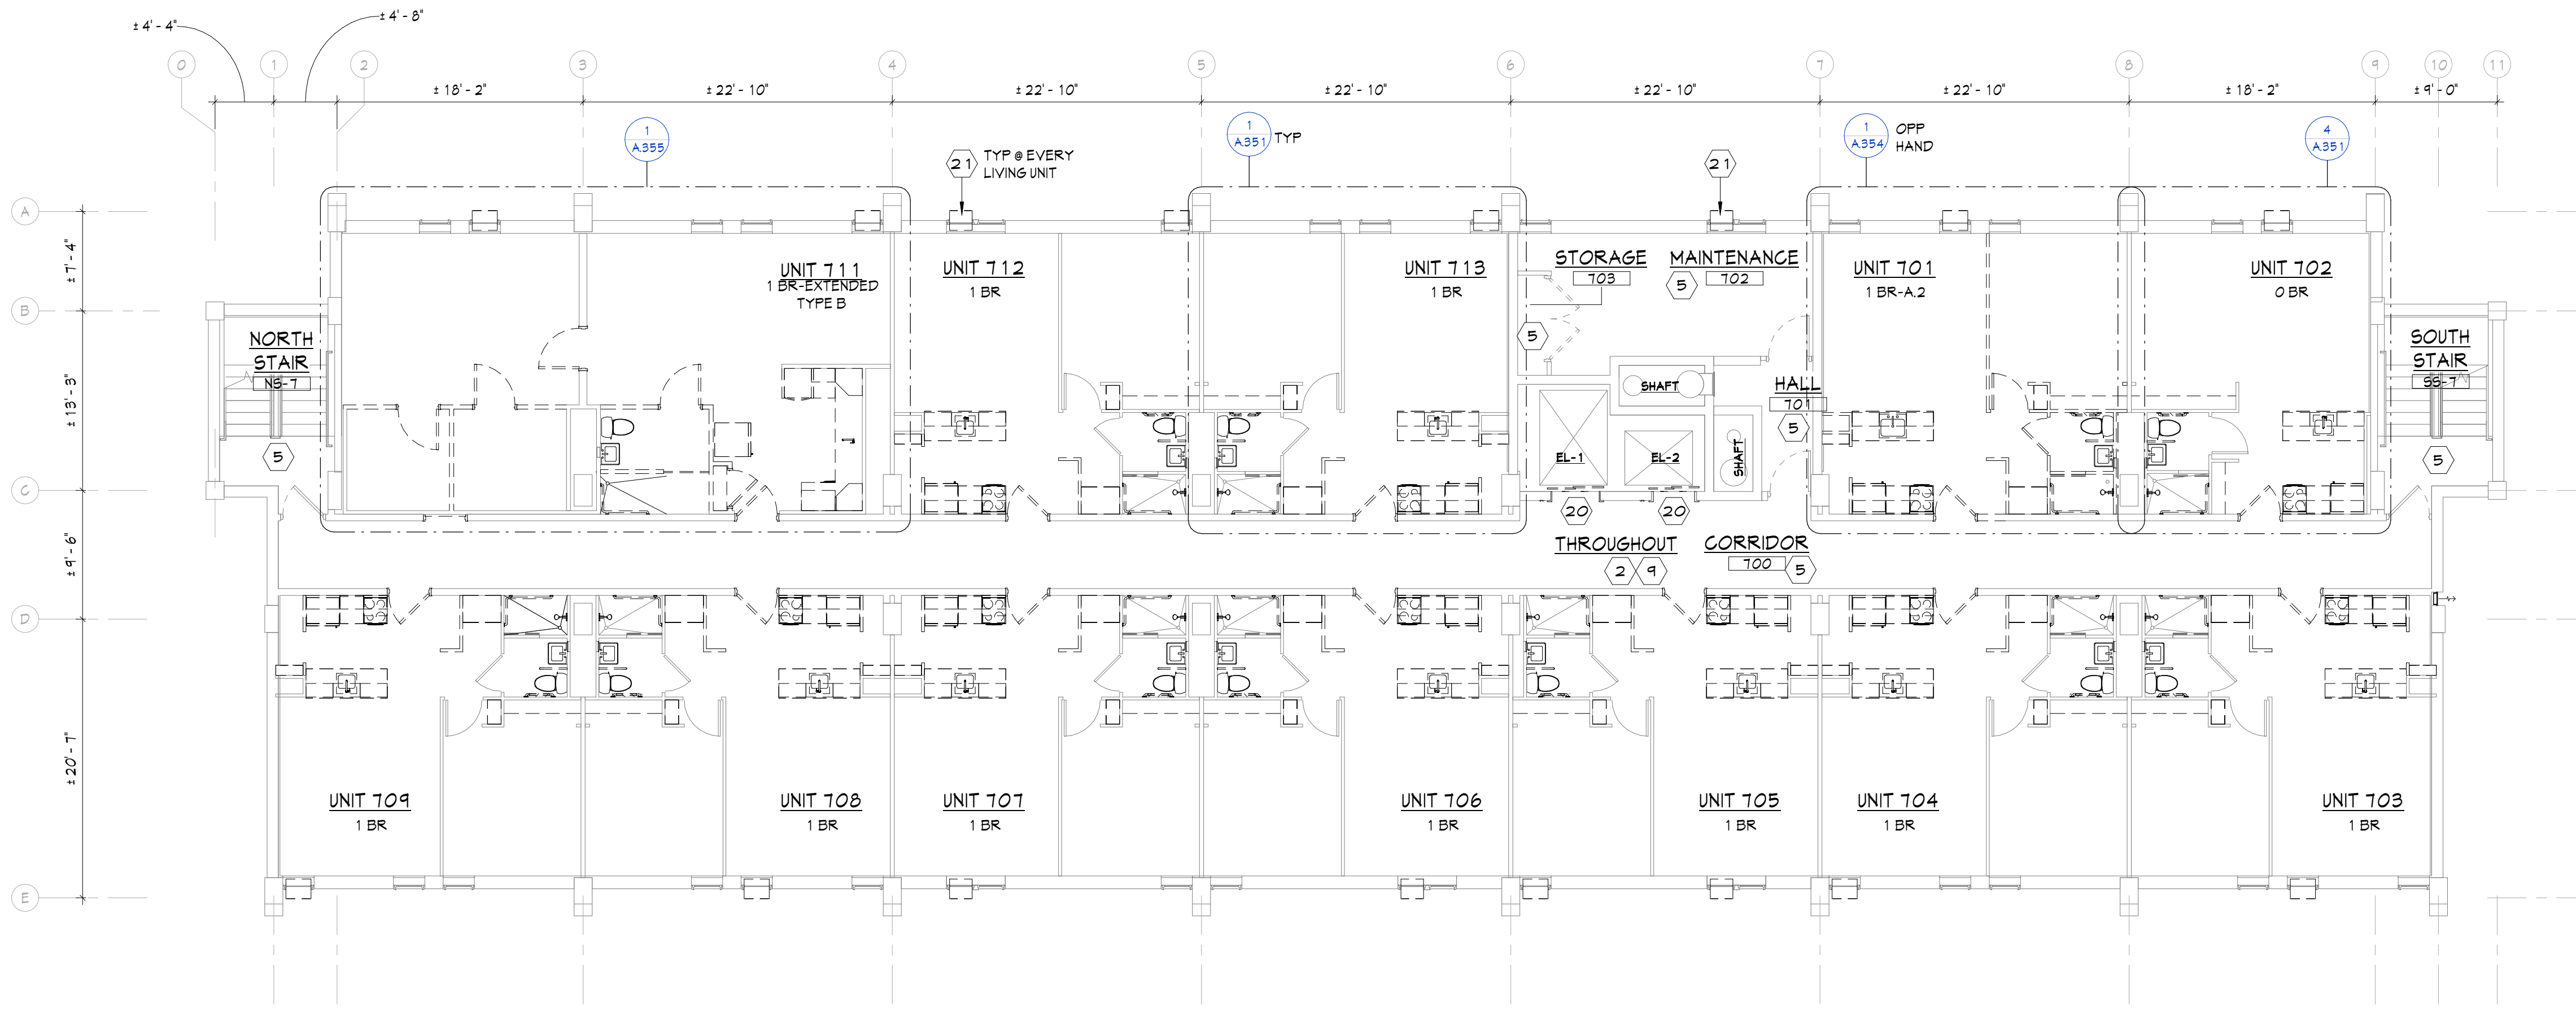 ± 4' - 4"
± 4' - 8"
0
1
2
3
4
5
6
7
8
9
10
11
± 18' - 2"
± 22' - 10"
± 22' - 10"
± 22' - 10"
± 22' - 10"
± 22' - 10"
± 18' - 2"
± 9' - 0"
1
A.355
21
TYP @ EVERY
LIVING UNIT
1
A.351
TYP
21
1
A.354
OPP
HAND
4
A.351
A
B
C
D
E
± 7' - 4"
± 13' - 3"
± 9' - 6"
± 20' - 7"
UNIT 711
1 BR-EXTENDED
TYPE B
UNIT 712
1 BR
UNIT 713
1 BR
STORAGE
703
MAINTENANCE
5
702
UNIT 701
1 BR-A.2
UNIT 702
0 BR
NORTH
STAIR
NS-7
5
5
SHAFT
HALL
701
5
SHAFT
EL-1
EL-2
20
20
SOUTH
STAIR
SS-7
5
THROUGHOUT
2
9
CORRIDOR
700
5
UNIT 709
1 BR
UNIT 708
1 BR
UNIT 707
1 BR
UNIT 706
1 BR
UNIT 705
1 BR
UNIT 704
1 BR
UNIT 703
1 BR